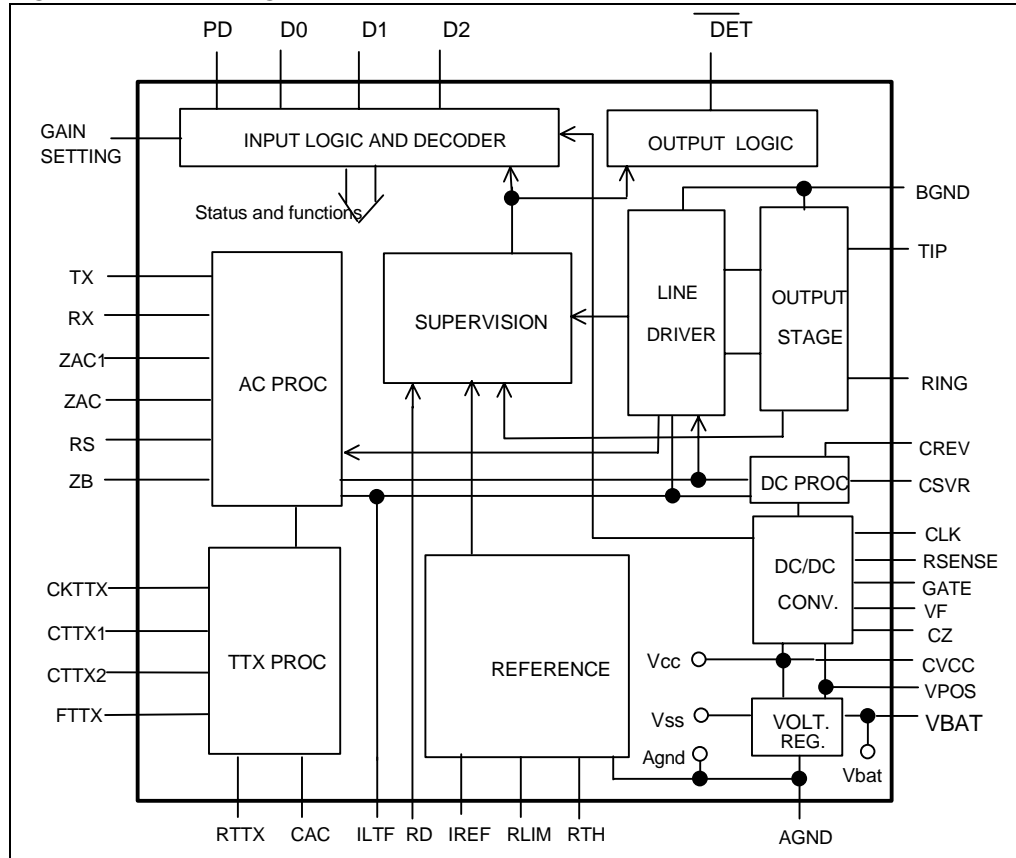 PD D0 D1 D2 DET
GAIN SETTING
INPUT LOGIC AND DECODER
OUTPUT LOGIC
Status and functions
BGND
TX
RX
ZAC1
ZAC
RS
ZB
AC PROC
SUPERVISION
LINE DRIVER
OUTPUT STAGE
TIP
RING
CREV
DC PROC
CSVR
CLK
RSENSE
GATE
VF
CZ
DC/DC CONV.
CKTTX
CTTX1
CTTX2
FTTX
TTX PROC
REFERENCE
Vcc
CVCC
VPOS
Vss
VOLT. REG.
VBAT
Agnd
Vbat
RTTX CAC ILTF RD IREF RLIM RTH AGND